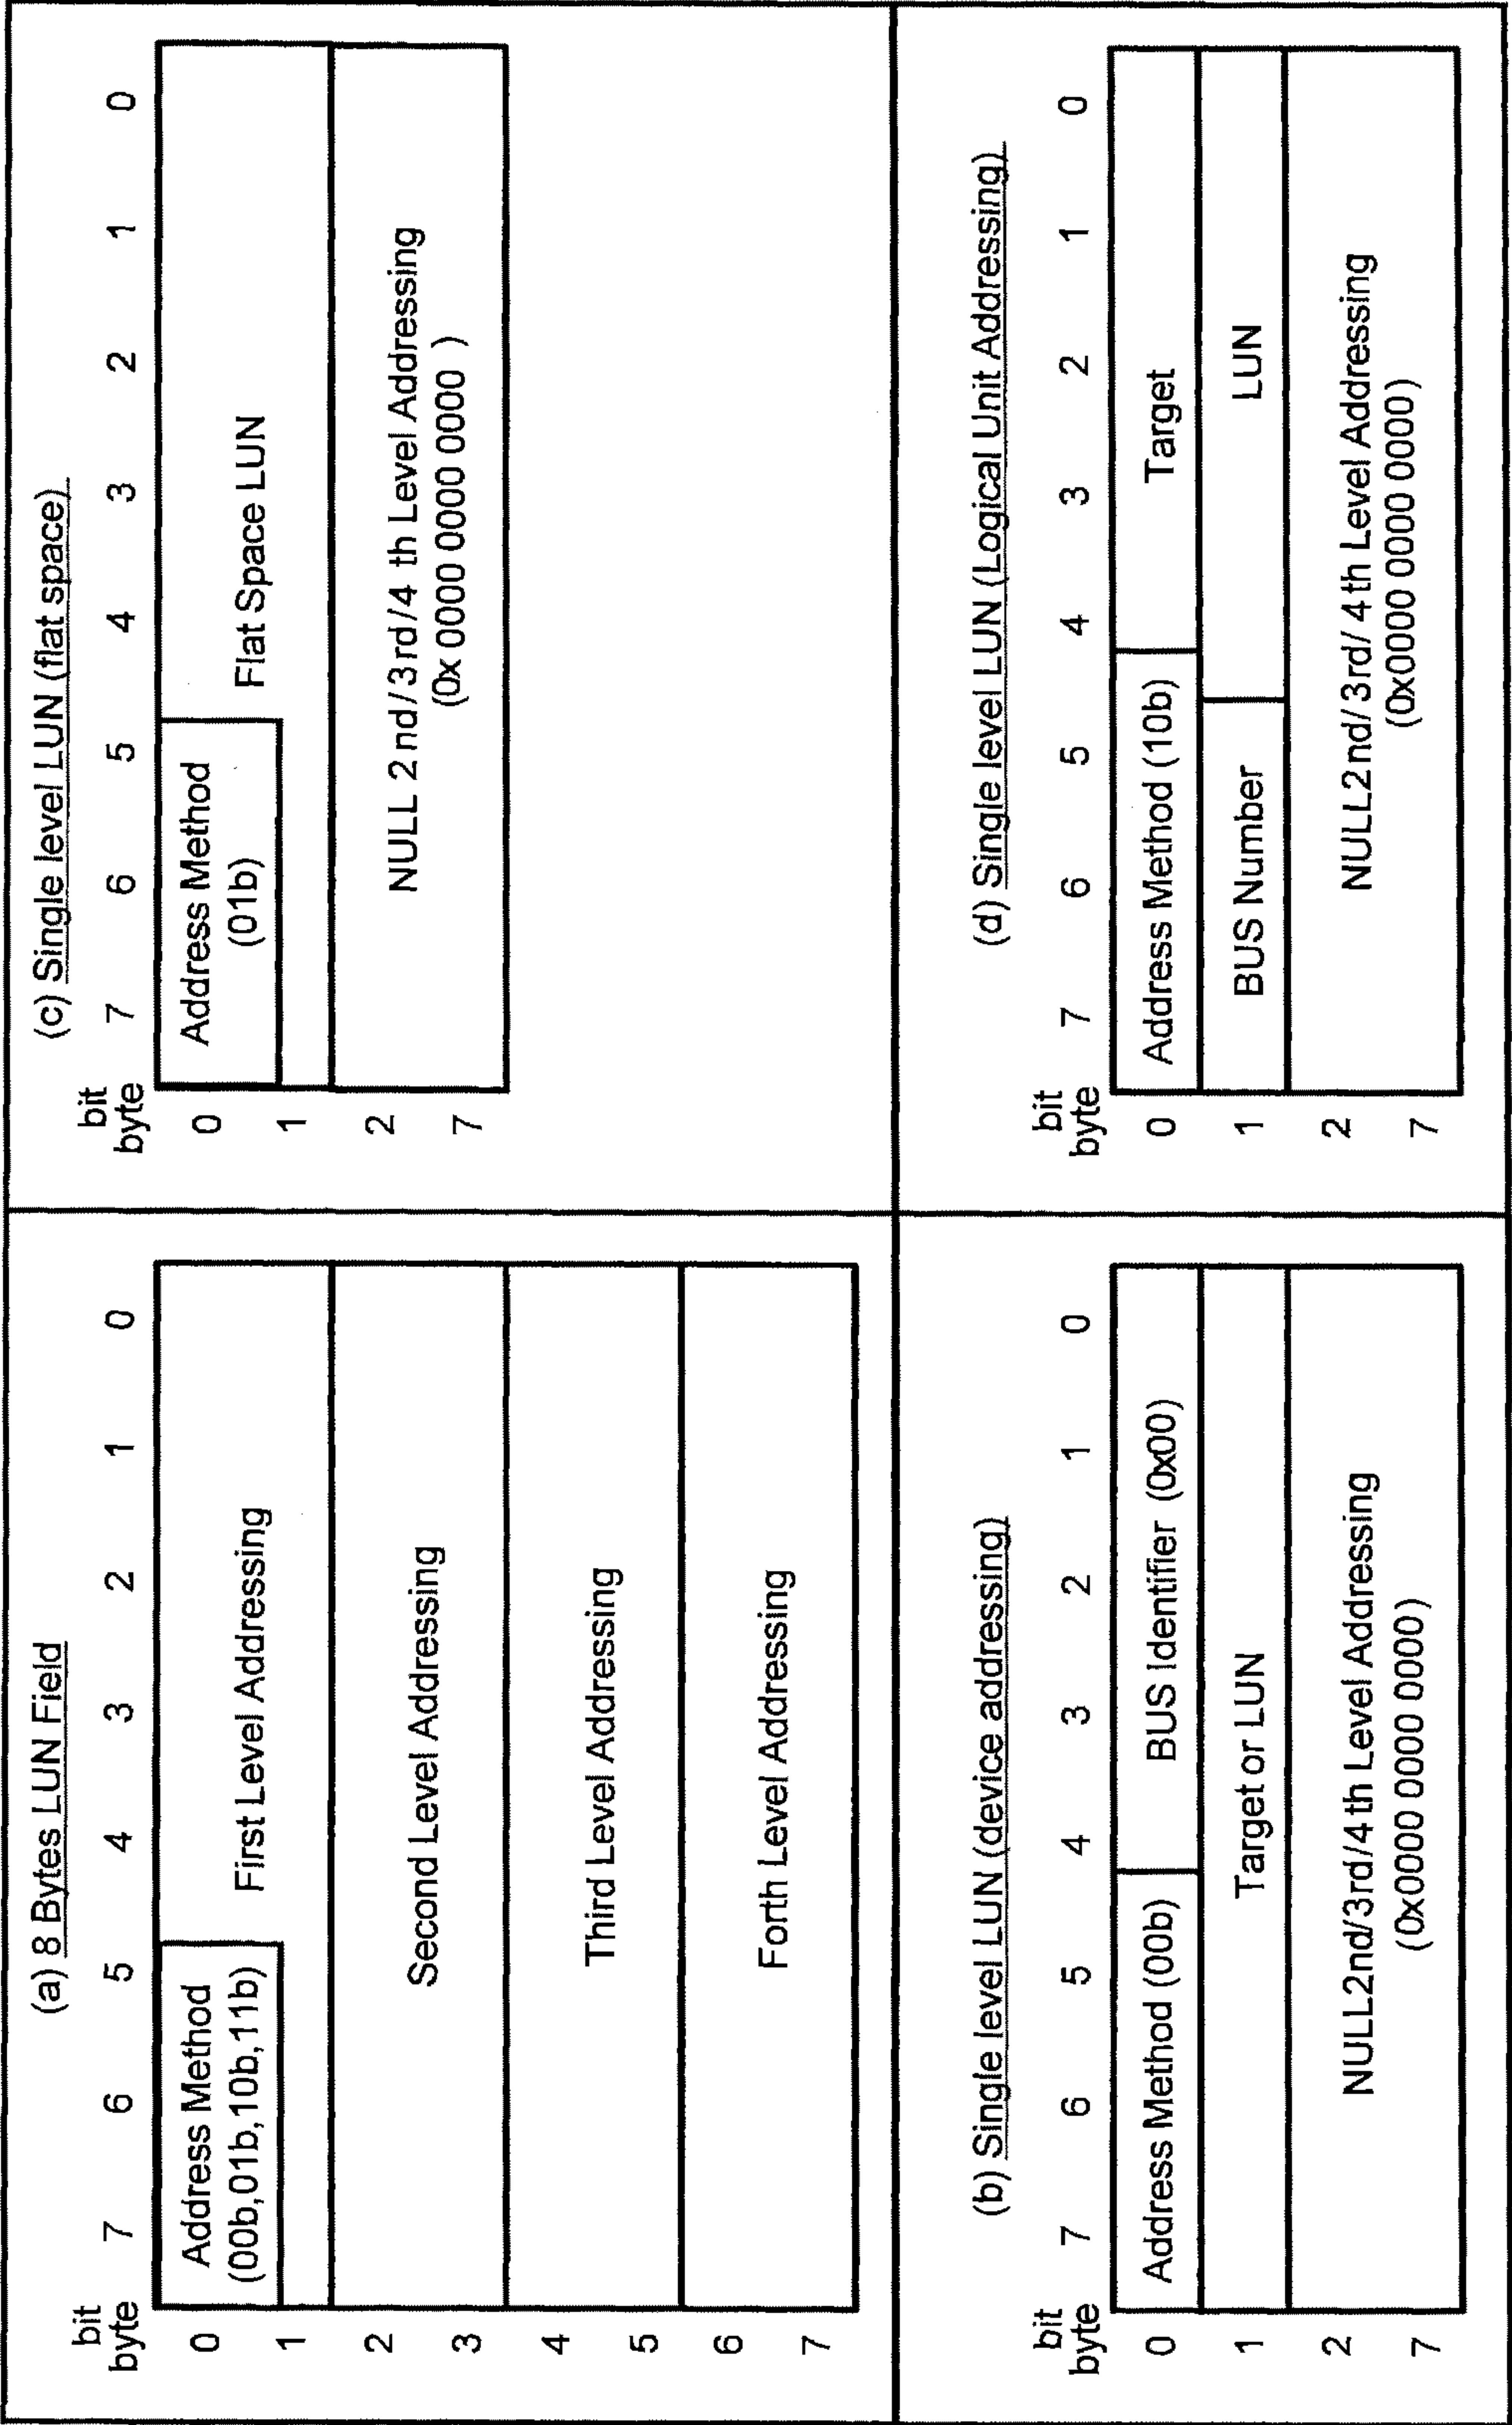 (a) 8 Bytes LUN Field
bit 7 6 5 4 3 2 1 0
byte
0 Address Method
(00b,01b,10b,11b)
First Level Addressing
1
2 Second Level Addressing
3
4 Third Level Addressing
5
6 Forth Level Addressing
7
(c) Single level LUN (flat space)
bit 7 6 5 4 3 2 1 0
byte
0 Address Method
(01b)
Flat Space LUN
1
2 NULL 2nd/3rd/4 th Level Addressing
(0x 0000 0000 0000 )
7
(b) Single level LUN (device addressing)
bit 7 6 5 4 3 2 1 0
byte
0 Address Method (00b) BUS Identifier (0x00)
1 Target or LUN
2 NULL2nd/3rd/4 th Level Addressing
(0x0000 0000 0000)
7
(d) Single level LUN (Logical Unit Addressing)
bit 7 6 5 4 3 2 1 0
byte
0 Address Method (10b) Target
1 BUS Number LUN
2 NULL2nd/3rd/ 4 th Level Addressing
(0x0000 0000 0000)
7